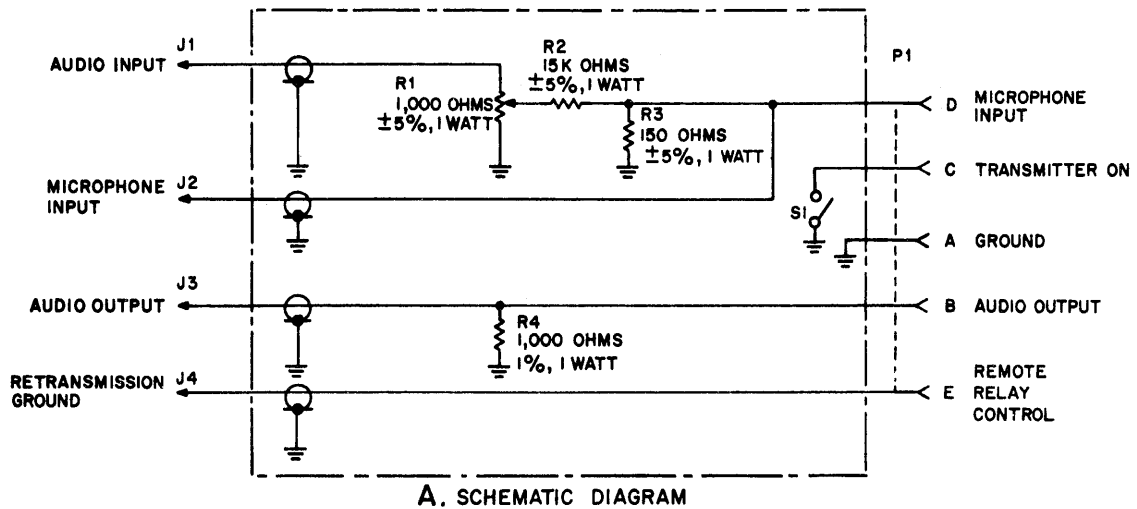 J1
AUDIO INPUT
R1
1,000 OHMS
±5%, 1 WATT
R2
15K OHMS
±5%, 1 WATT
R3
150 OHMS
±5%, 1 WATT
P1
D MICROPHONE
INPUT
J2
MICROPHONE
INPUT
C TRANSMITTER ON
S1
A GROUND
J3
AUDIO OUTPUT
R4
1,000 OHMS
1%, 1 WATT
B AUDIO OUTPUT
J4
RETRANSMISSION
GROUND
E REMOTE
RELAY
CONTROL
A. SCHEMATIC DIAGRAM